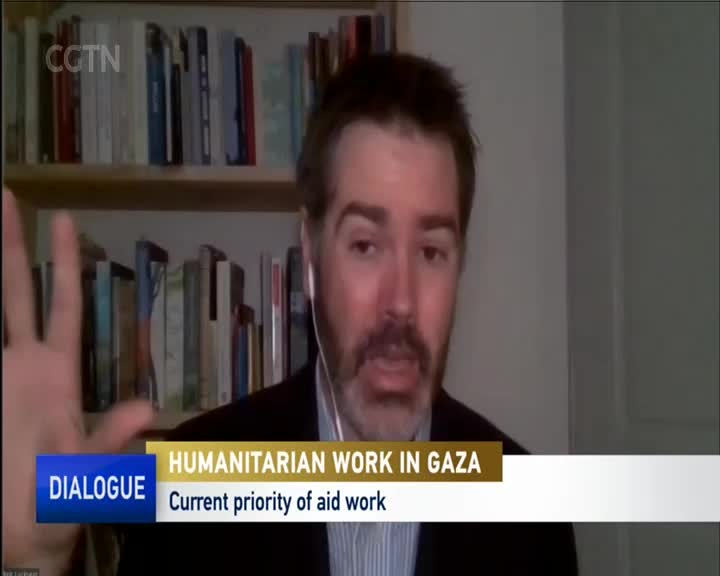 CGTN
HUMANITARIAN WORK IN GAZA
DIALOGUE
Current priority of aid work